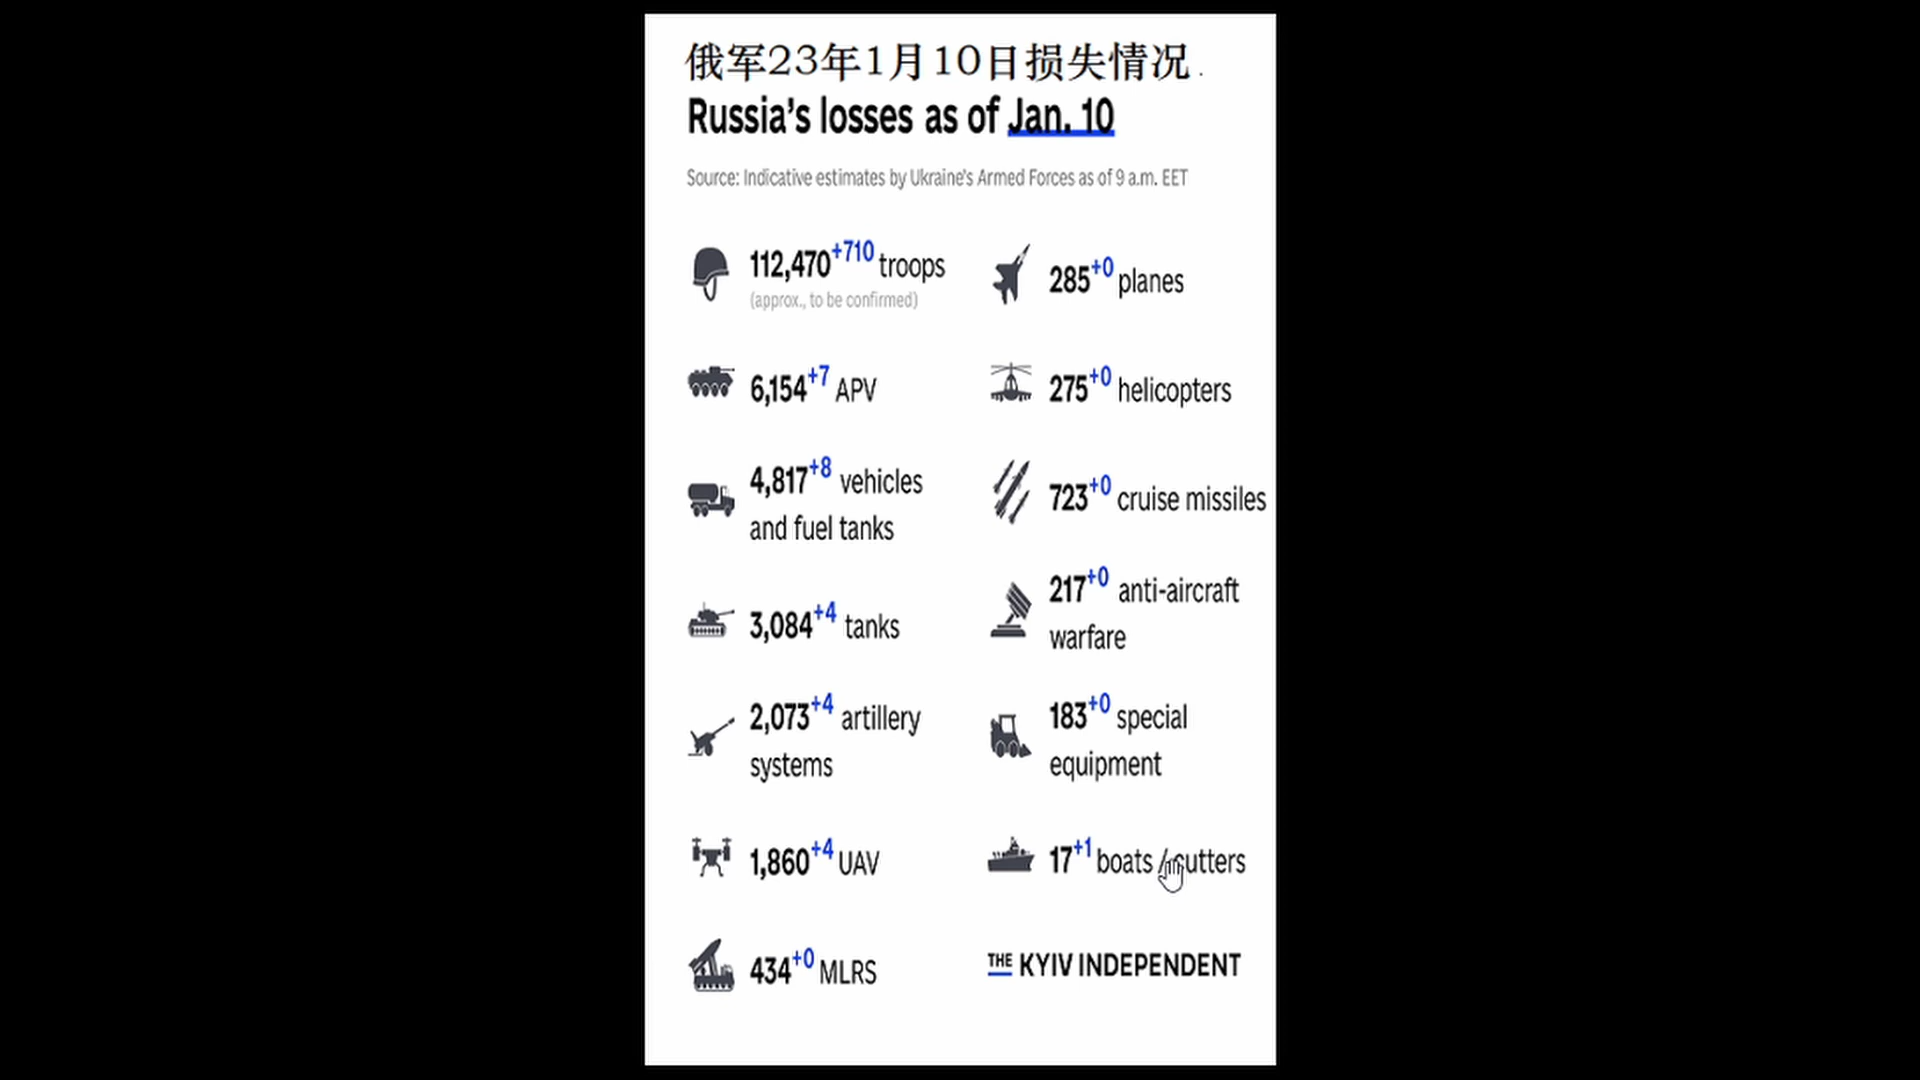 俄军23年1月10日损失情况.
Russia's losses as of Jan. 10
Source: Indicative estimates by Ukraine's Armed Forces as of 9 a.m. EET
112,470+710 troops
(approx., to be confirmed)
6,154+7 APV
4,817+8 vehicles
and fuel tanks
3,084+4 tanks
2,073+4 artillery
systems
1,860+4 UAV
434+0 MLRS
285+0 planes
275+0 helicopters
723+0 cruise missiles
217+0 anti-aircraft
warfare
183+0 special
equipment
17+1 boats / cutters
THE KYIV INDEPENDENT